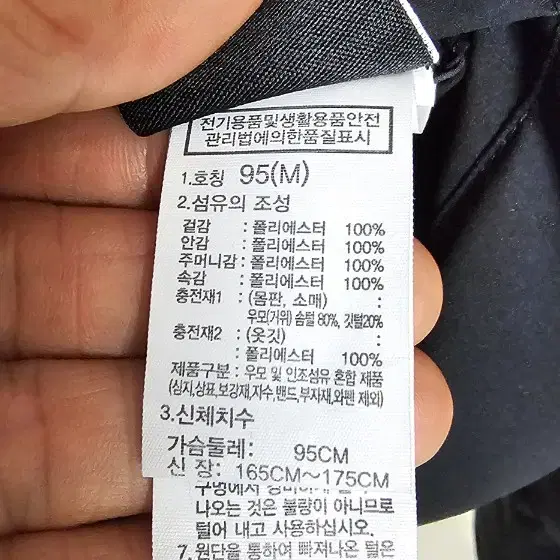 전기용품및생활용품안전
관리법에의한품질표시
1.호칭 95(M)
2.섬유의 조성
겉감 : 폴리에스터 100%
안감 : 폴리에스터 100%
주머니감 : 폴리에스터 100%
속감 : 폴리에스터 100%
충전재1 : (몸판, 소매) :
우모(거위) 솜털 80%, 깃털20%
충전재2 : (옷깃) :
: 폴리에스터 100%
제품구분 : 우모 및 인조섬유 혼합 제품
(심지,상표,보강재,자수,밴드,부자재,와펜 제외)
3.신체치수
가슴둘레: 95CM
신 장: 165CM~175CM
구멍에서
나오는 것은 불량이 아니므로
털어 내고 사용하십시오.
7. 원단을 통하여 빠져나온 털은